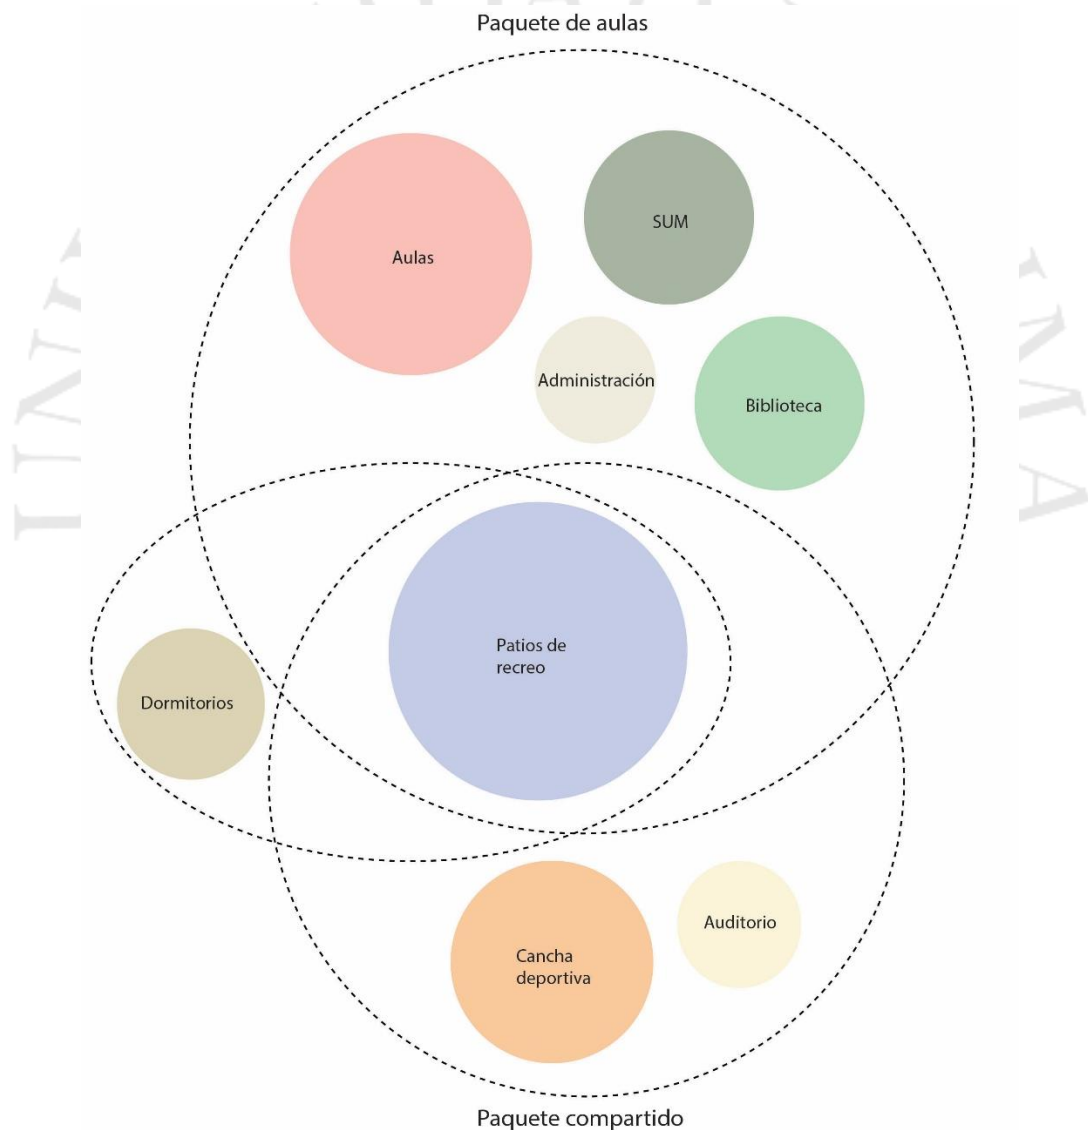 Paquete de aulas
Aulas
SUM
Administración
Biblioteca
Patios de
recreo
Dormitorios
Cancha
deportiva
Auditorio
Paquete compartido